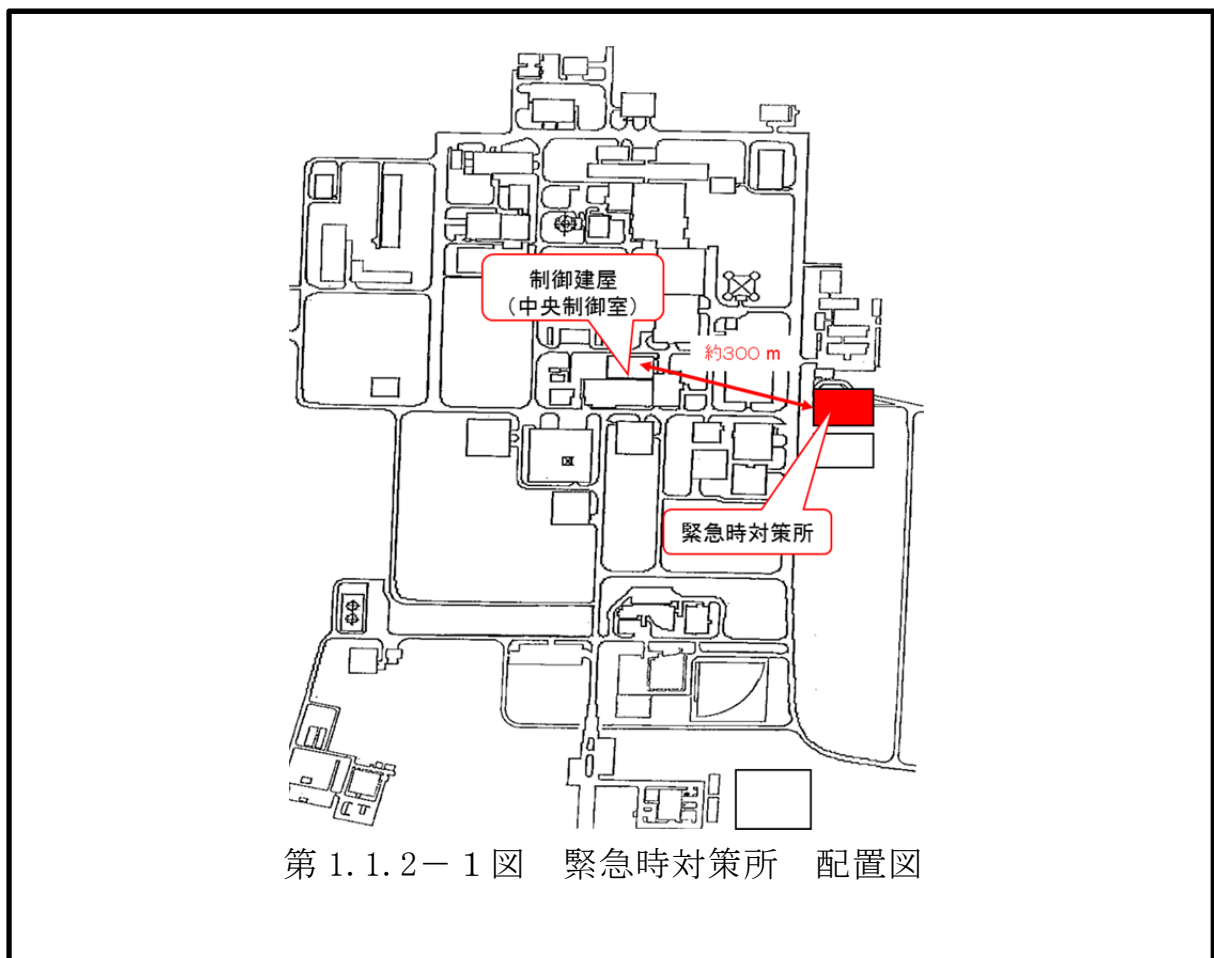 制御建屋
（中央制御室）
約300 m
緊急時対策所
第1.1.2－1図　緊急時対策所　配置図